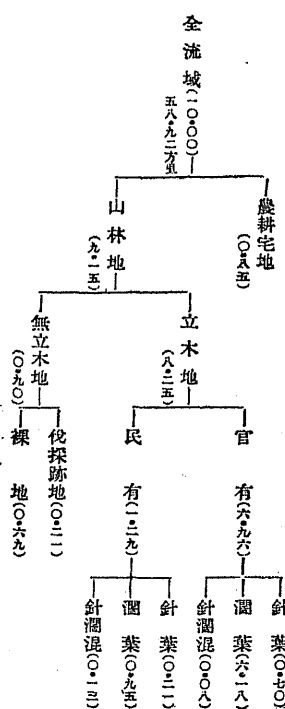 全流域(一〇・〇〇)
五八・九二方里
農耕宅地(〇・八五)
山林地(九・一五)
立木地(八・二五)
無立木地(〇・九〇)
官有(六・九六)
民有(一・二九)
伐採跡地(〇・二一)
裸地(〇・六九)
針葉(〇・七〇)
濶葉(六・一八)
針濶混(〇・〇八)
針葉(〇・二一)
濶葉(〇・九五)
針濶混(〇・一三)